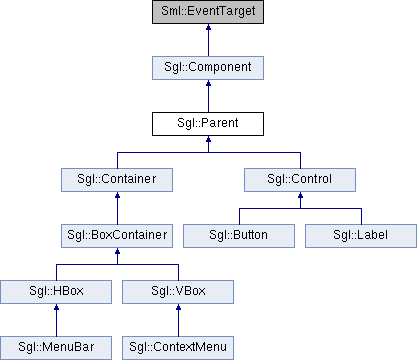 Sml::EventTarget
Sgl::Component
Sgl::Parent
Sgl::Container
Sgl::Control
Sgl::BoxContainer
Sgl::Button
Sgl::Label
Sgl::HBox
Sgl::VBox
Sgl::MenuBar
Sgl::ContextMenu